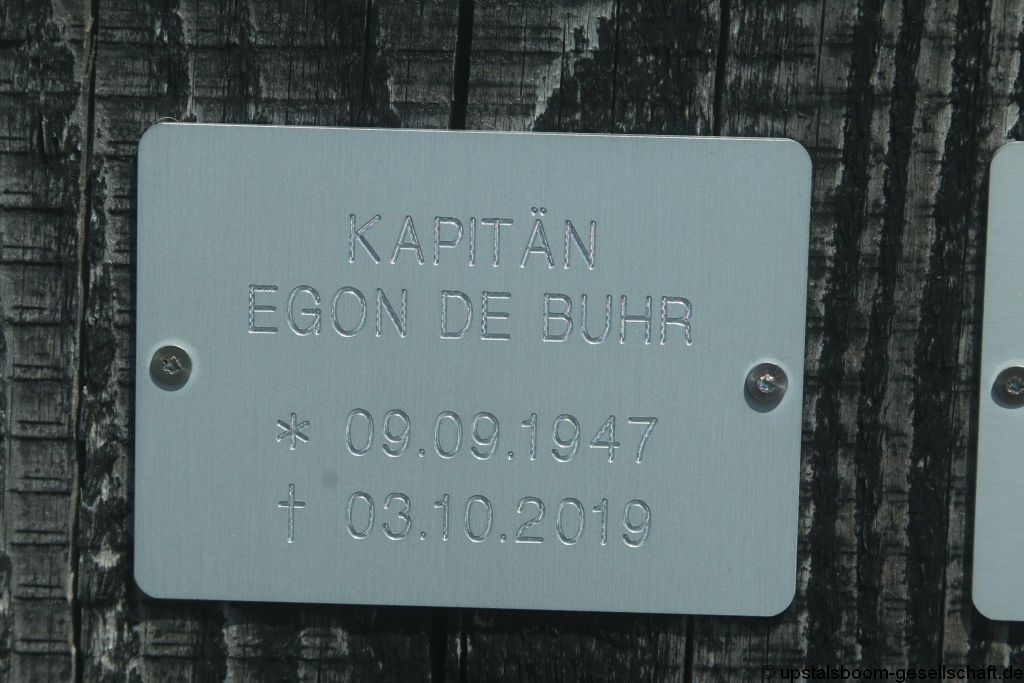 KAPITÄN
EGON DE BUHR
* 09.09.1947
† 03.10.2019
© upstalsboom-gesellschaft.de